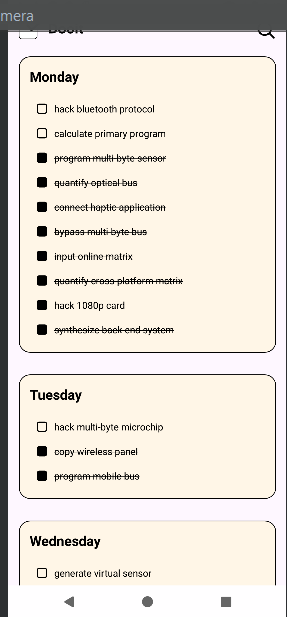 mera
Monday
hack bluetooth protocol
calculate primary program
program multi byte sensor
quantify optical bus
connect haptic application
bypass multi byte bus
input online matrix
quantify cross platform matrix
hack 1080p card
synthesize back end system
Tuesday
hack multi-byte microchip
copy wireless panel
program mobile bus
Wednesday
generate virtual sensor